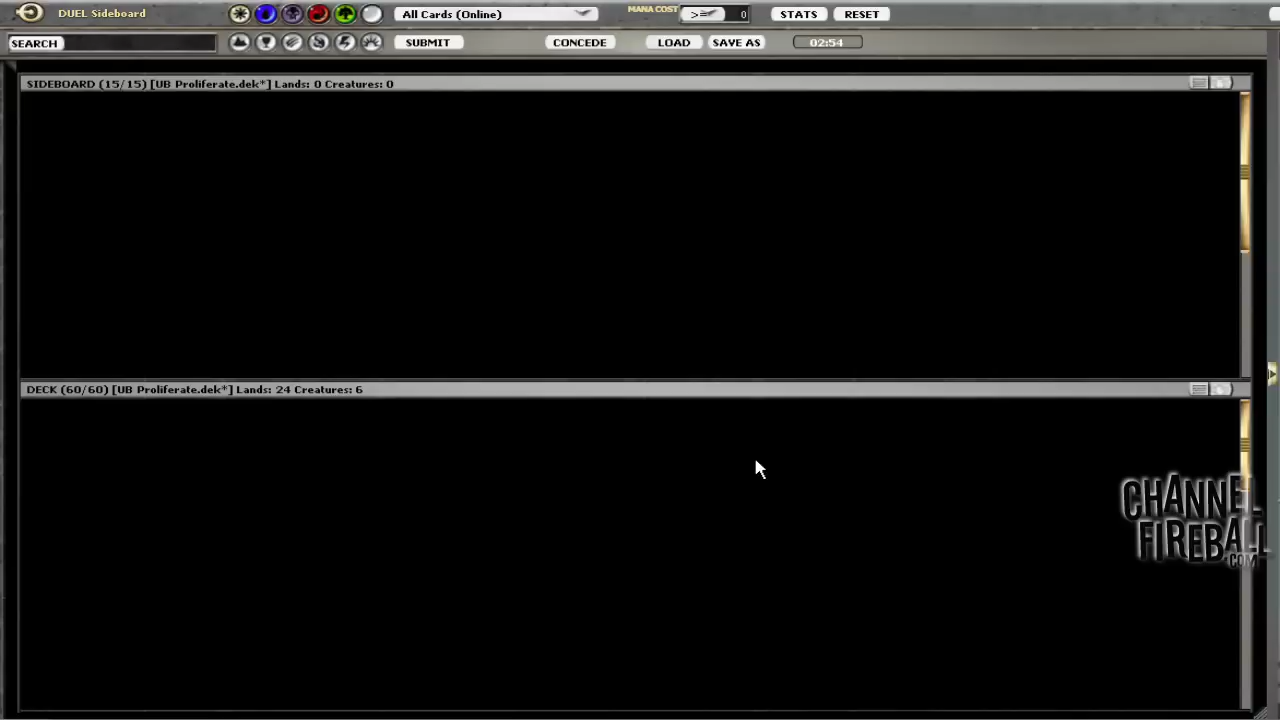 DUEL Sideboard
All Cards (Online)
MANA COST
>=
0
STATS
RESET
SEARCH
SUBMIT
CONCEDE
LOAD
SAVE AS
02:54
SIDEBOARD (15/15) [UB Proliferate.dek*] Lands: 0 Creatures: 0
DECK (60/60) [UB Proliferate.dek*] Lands: 24 Creatures: 6
CHANNEL
FIREBALL
.COM